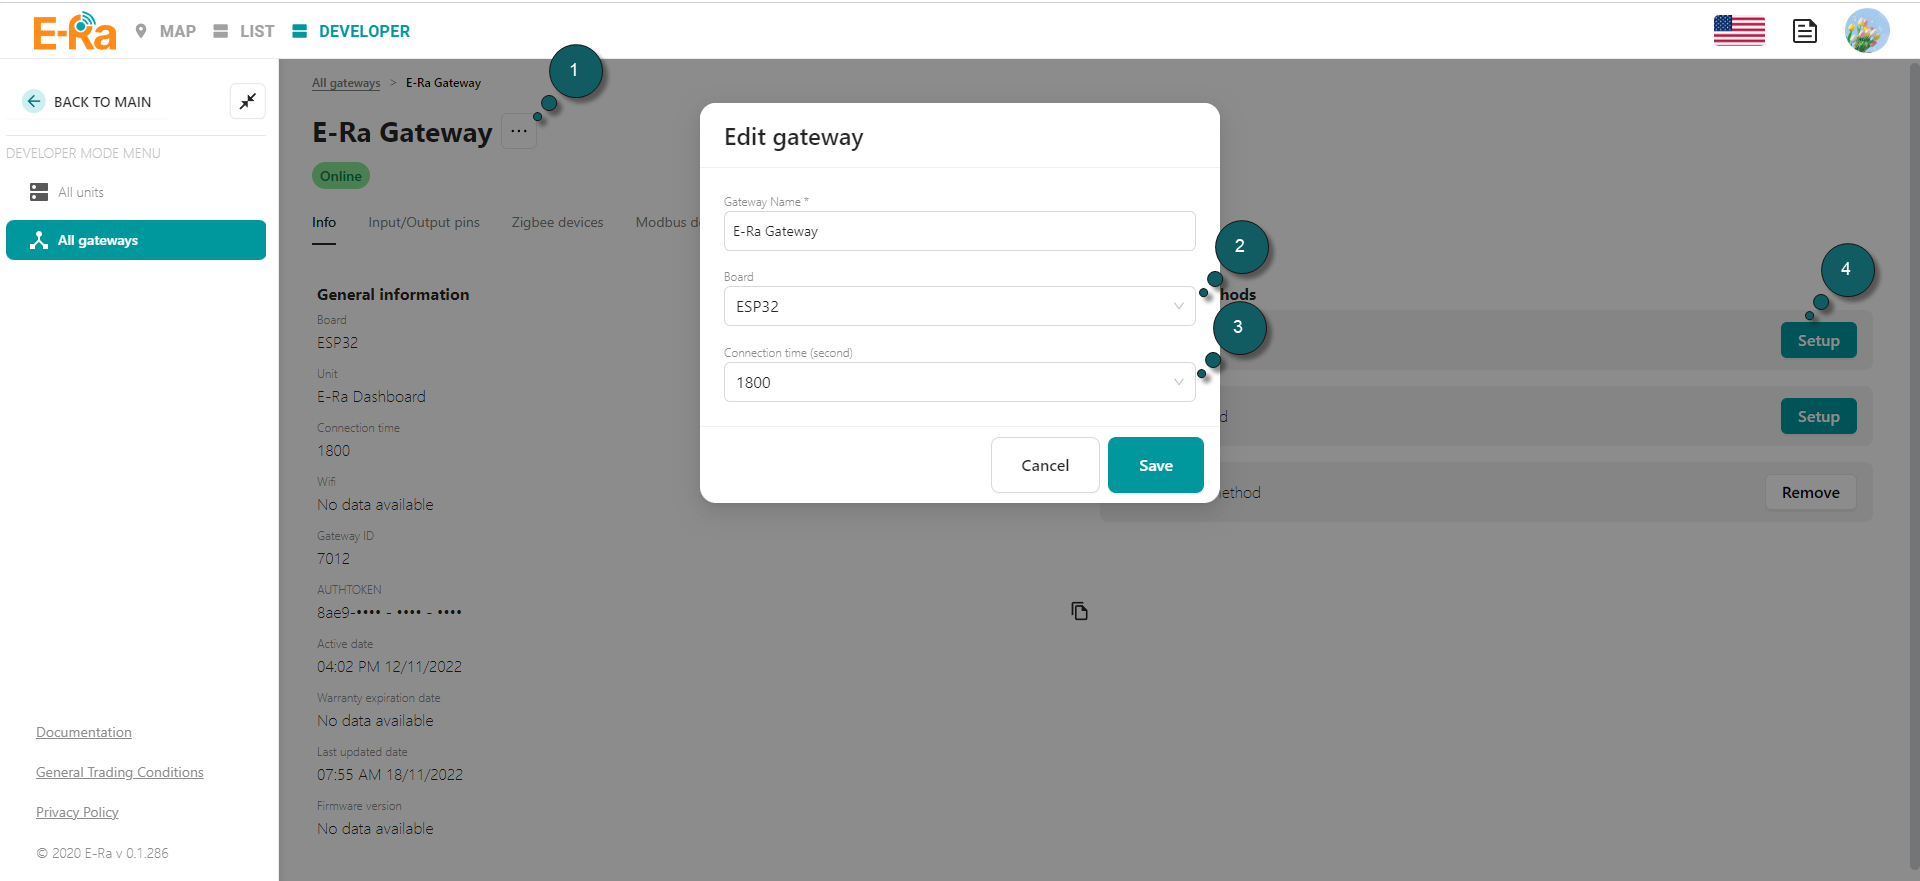 E-Ra MAP LIST DEVELOPER
BACK TO MAIN
DEVELOPER MODE MENU
All units
All gateways
Documentation
General Trading Conditions
Privacy Policy
© 2020 E-Ra v 0.1.286
All gateways > E-Ra Gateway
1
E-Ra Gateway ...
Online
Info Input/Output pins Zigbee devices Modbus d
General information
Board
ESP32
Unit
E-Ra Dashboard
Connection time
1800
Wifi
No data available
Gateway ID
7012
AUTHTOKEN
8ae9-•••• - •••• - ••••
Active date
04:02 PM 12/11/2022
Warranty expiration date
No data available
Last updated date
07:55 AM 18/11/2022
Firmware version
No data available
Edit gateway
Gateway Name *
E-Ra Gateway
2
Board
ESP32
3
Connection time (second)
1800
Cancel Save
hods
4
Setup
d Setup
ethod Remove